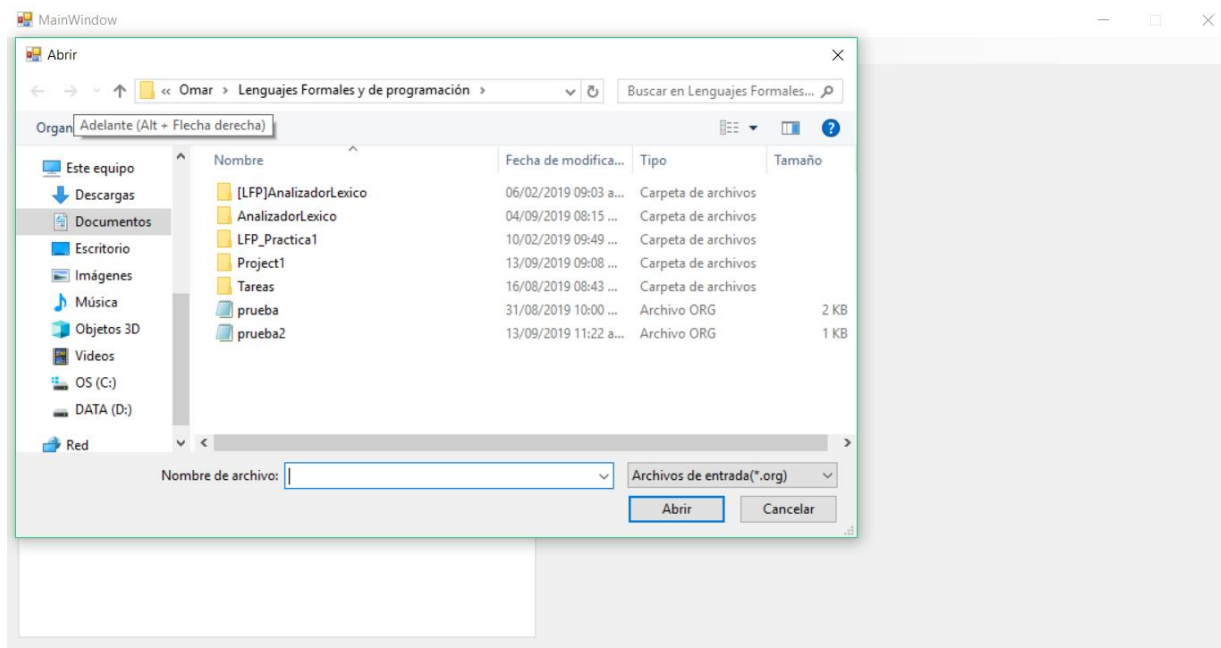 MainWindow
Abrir
« Omar › Lenguajes Formales y de programación ›
Buscar en Lenguajes Formales...
Organ
Adelante (Alt + Flecha derecha)
Nombre Fecha de modifica... Tipo Tamaño
Este equipo
Descargas
Documentos
Escritorio
Imágenes
Música
Objetos 3D
Videos
OS (C:)
DATA (D:)
Red
[LFP]AnalizadorLexico 06/02/2019 09:03 a... Carpeta de archivos
AnalizadorLexico 04/09/2019 08:15 ... Carpeta de archivos
LFP_Practica1 10/02/2019 09:49 ... Carpeta de archivos
Project1 13/09/2019 09:08 ... Carpeta de archivos
Tareas 16/08/2019 08:43 ... Carpeta de archivos
prueba 31/08/2019 10:00 ... Archivo ORG 2 KB
prueba2 13/09/2019 11:22 a... Archivo ORG 1 KB
Nombre de archivo:
Archivos de entrada(*.org)
Abrir Cancelar